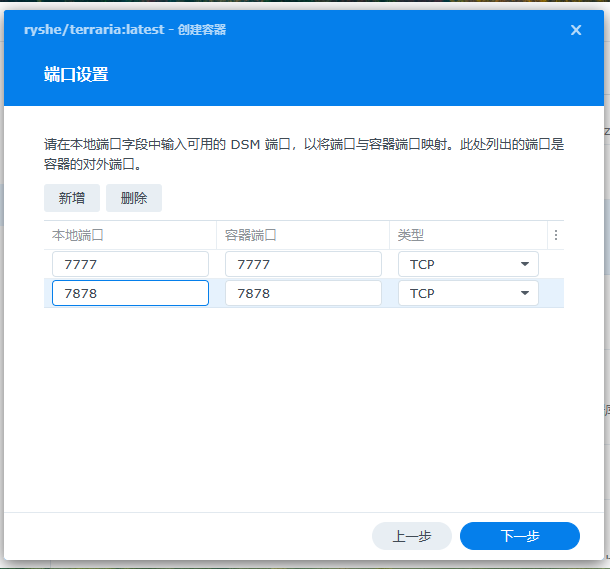 ryshe/terraria:latest - 创建容器
端口设置
请在本地端口字段中输入可用的 DSM 端口，以将端口与容器端口映射。此处列出的端口是
容器的对外端口。
新增 删除
本地端口 容器端口 类型
7777 7777 TCP
7878 7878 TCP
上一步 下一步